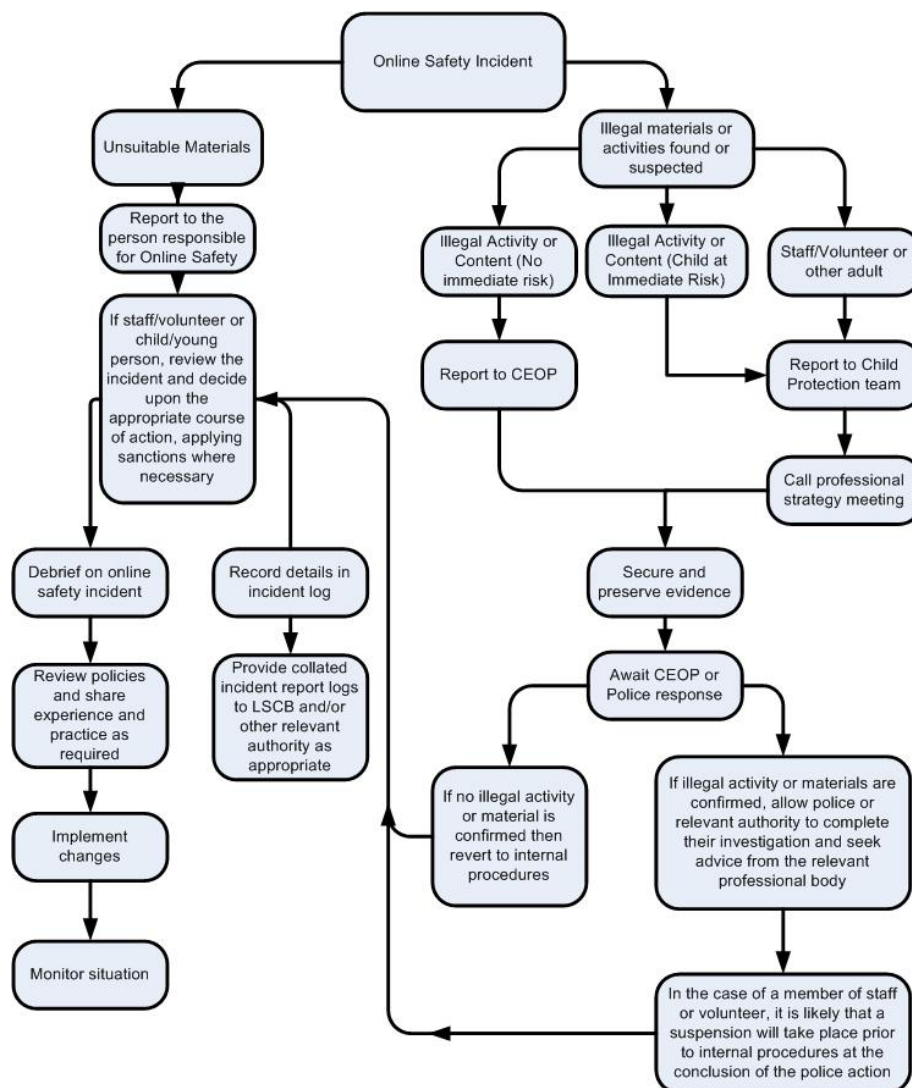 Online Safety Incident
Unsuitable Materials
Report to the
person responsible
for Online Safety
If staff/volunteer or
child/young
person, review the
incident and decide
upon the
appropriate course
of action, applying
sanctions where
necessary
Debrief on online
safety incident
Review policies
and share
experience and
practice as
required
Implement
changes
Monitor situation
Record details in
incident log
Provide collated
incident report logs
to LSCB and/or
other relevant
authority as
appropriate
Illegal materials or
activities found or
suspected
Illegal Activity or
Content (No
immediate risk)
Illegal Activity or
Content (Child at
Immediate Risk)
Staff/Volunteer or
other adult
Report to CEOP
Report to Child
Protection team
Call professional
strategy meeting
Secure and
preserve evidence
Await CEOP or
Police response
If no illegal activity
or material is
confirmed then
revert to internal
procedures
If illegal activity or materials are
confirmed, allow police or
relevant authority to complete
their investigation and seek
advice from the relevant
professional body
In the case of a member of staff
or volunteer, it is likely that a
suspension will take place prior
to internal procedures at the
conclusion of the police action